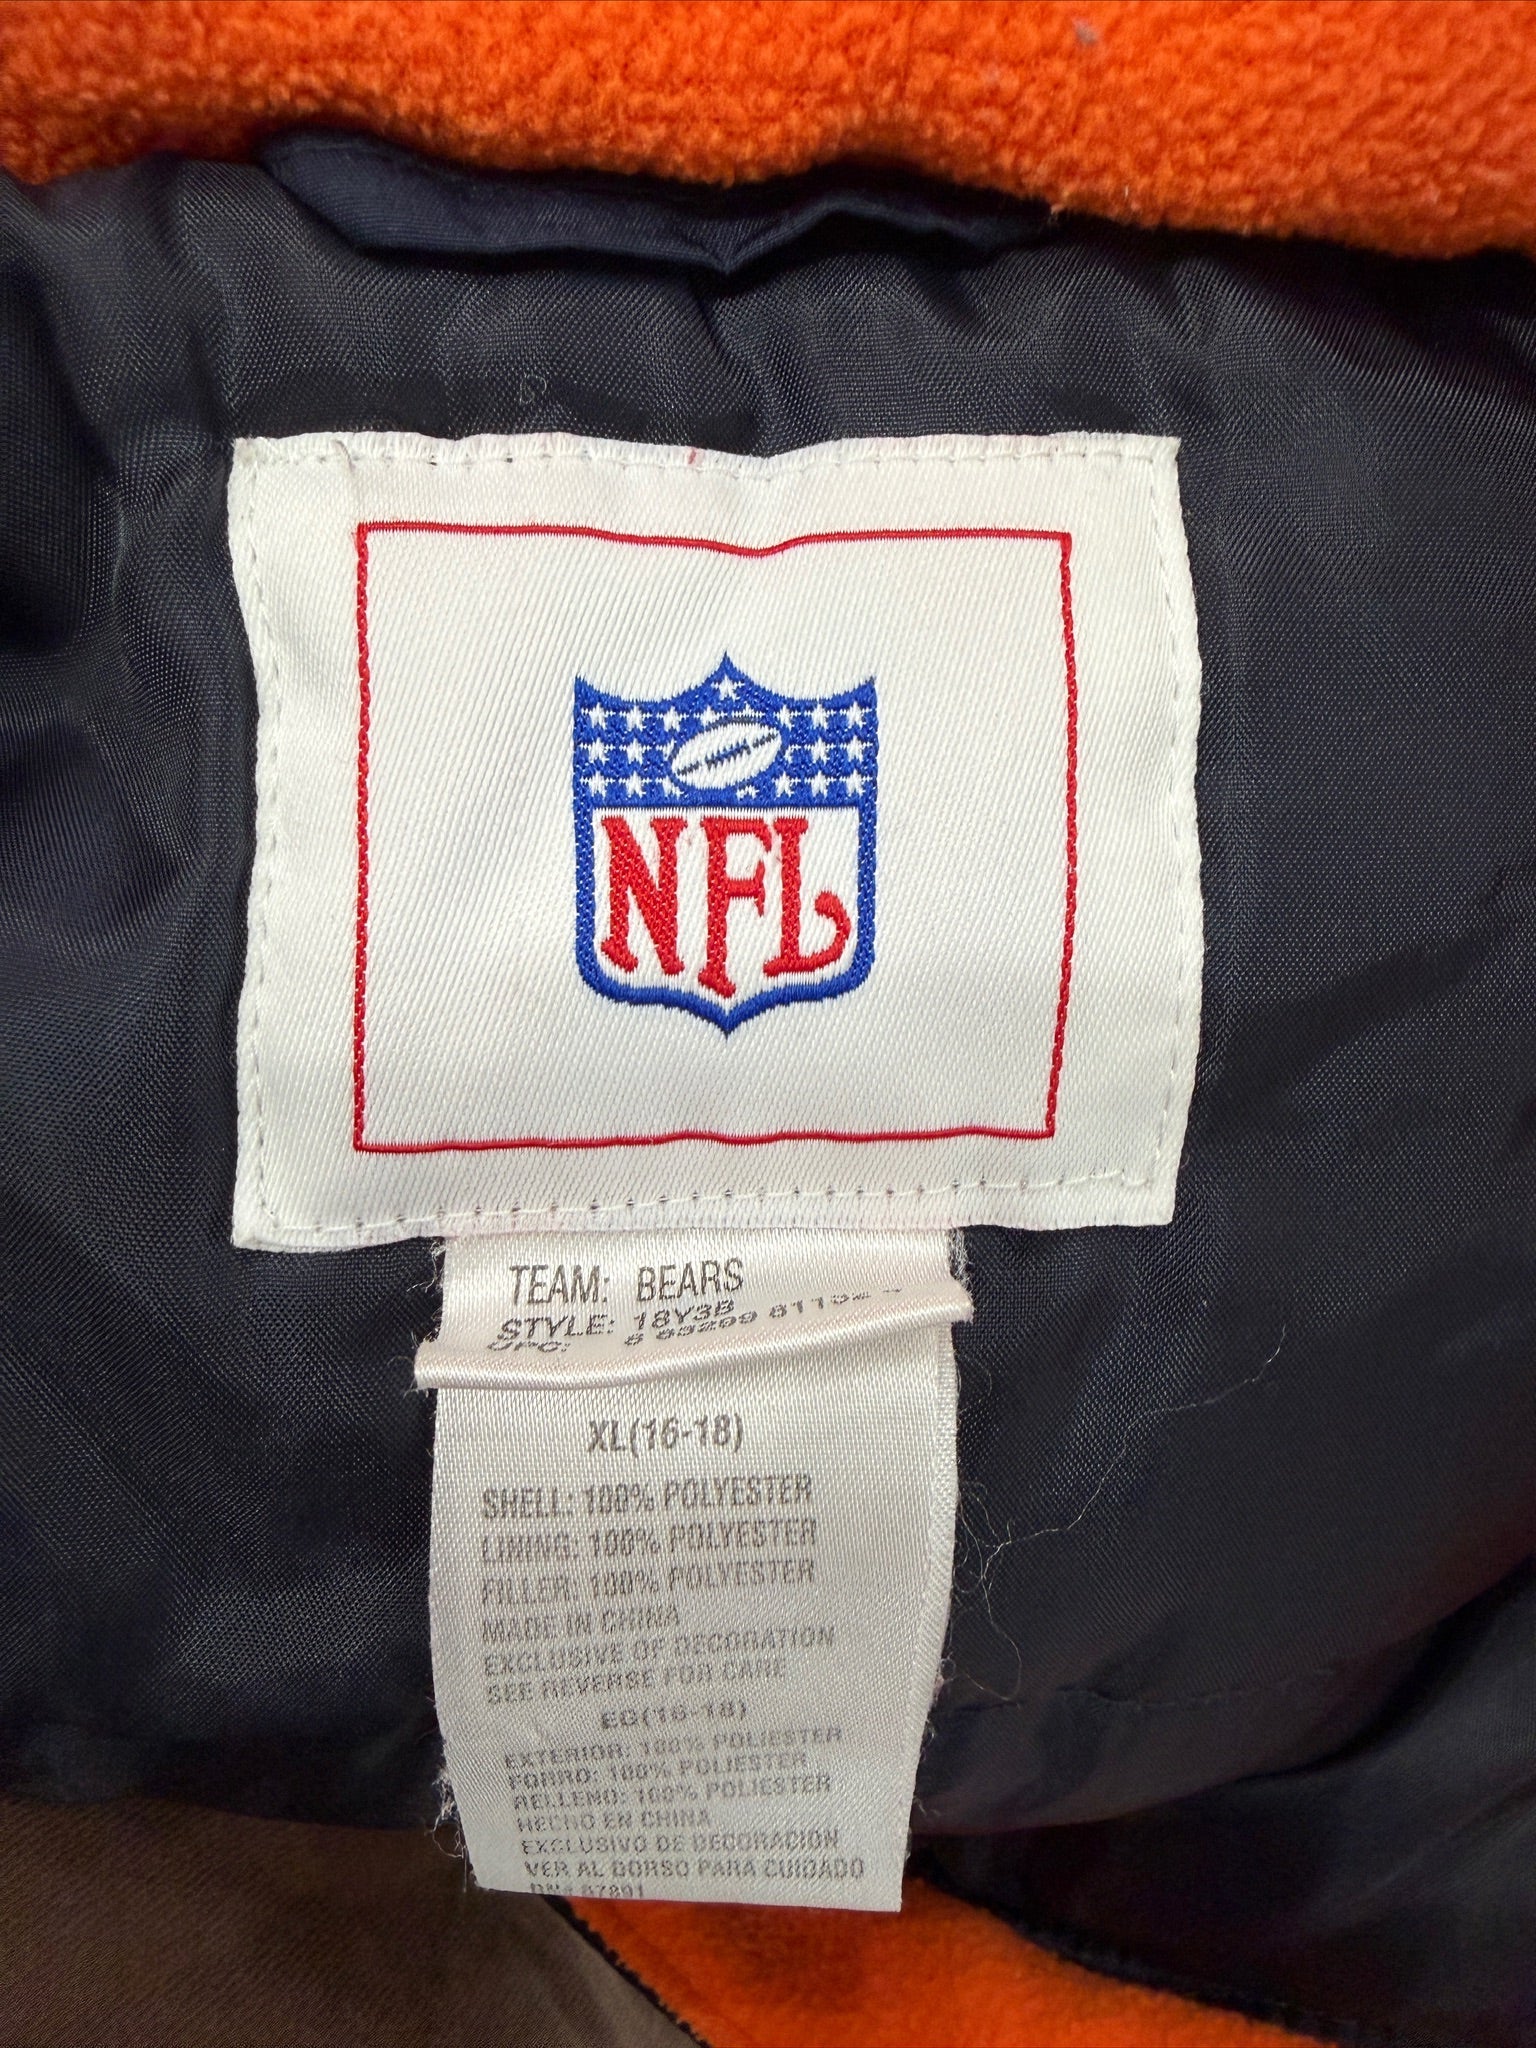 NFL
TEAM: BEARS
STYLE: 18Y3B
UPC:
XL(16-18)
SHELL: 100% POLYESTER
LINING: 100% POLYESTER
FILLER: 100% POLYESTER
MADE IN CHINA
EXCLUSIVE OF DECORATION
SEE REVERSE FOR CARE
EG(16-18)
EXTERIOR: 100% POLIESTER
FORRO: 100% POLIESTER
RELLENO: 100% POLIESTER
HECHO EN CHINA
EXCLUSIVO DE DECORACION
VER AL DORSO PARA CUIDADO